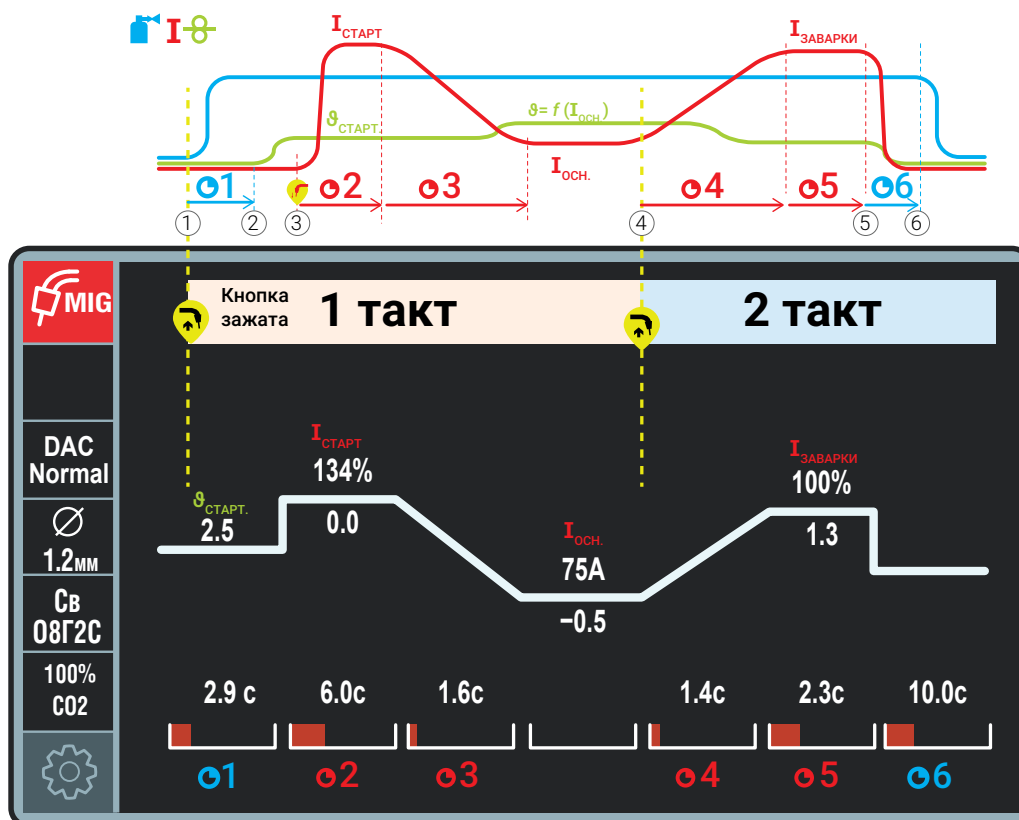 I
IСТАРТ
IЗАВАРКИ
ϑСТАРТ.
ϑ= f (IОСН.)
IОСН.
1
2
3
4
5
6
1
2
3
4
5
6
MIG
Кнопка
зажата
1 такт
2 такт
DAC
Normal
1.2мм
Св
08Г2С
100%
CO2
IСТАРТ
134%
0.0
ϑСТАРТ.
2.5
IОСН.
75A
−0.5
IЗАВАРКИ
100%
1.3
2.9 с
6.0с
1.6с
1.4с
2.3с
10.0с
1
2
3
4
5
6